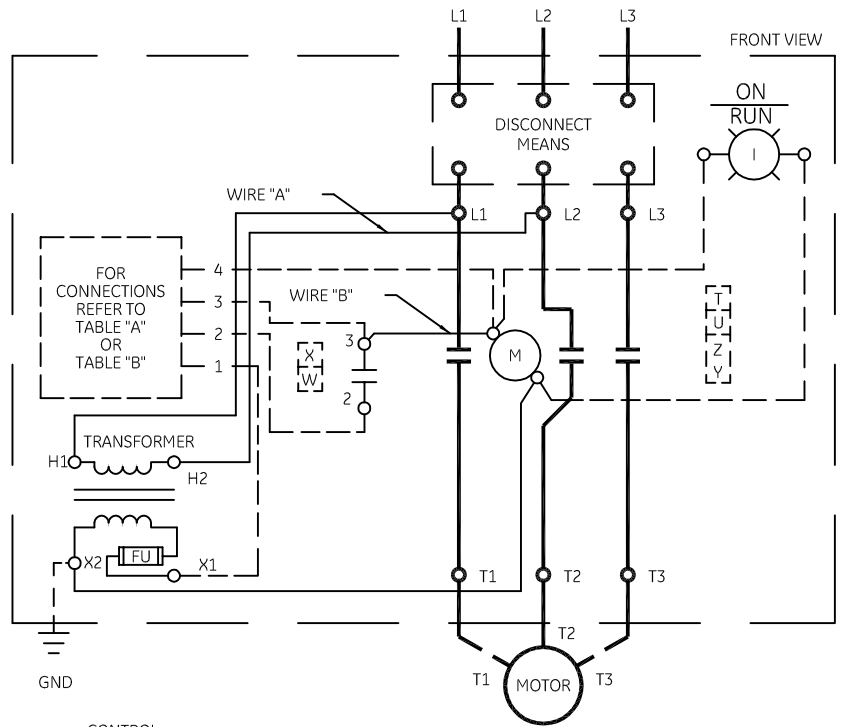 L1 L2 L3
FRONT VIEW
ON
RUN
DISCONNECT
MEANS
I
WIRE "A"
L1 L2 L3
FOR
CONNECTIONS
REFER TO
TABLE "A"
OR
TABLE "B"
4
3
2
1
WIRE "B"
3
2
X
W
M
T
U
Z
Y
TRANSFORMER
H1
H2
FU
X2
X1
T1 T2 T3
GND
T2
T1
MOTOR
T3